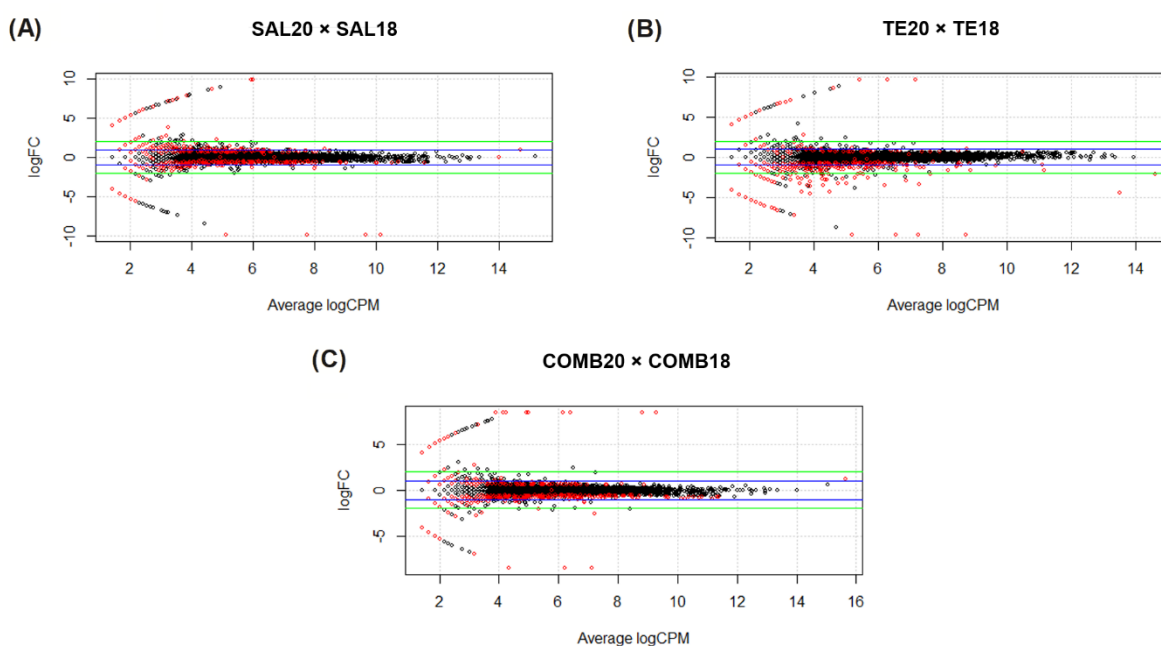 (A) SAL20 × SAL18
logFC
10
5
0
-5
-10
2 4 6 8 10 12 14
Average logCPM
(B) TE20 × TE18
logFC
10
5
0
-5
-10
2 4 6 8 10 12 14
Average logCPM
(C) COMB20 × COMB18
logFC
5
0
-5
2 4 6 8 10 12 14 16
Average logCPM